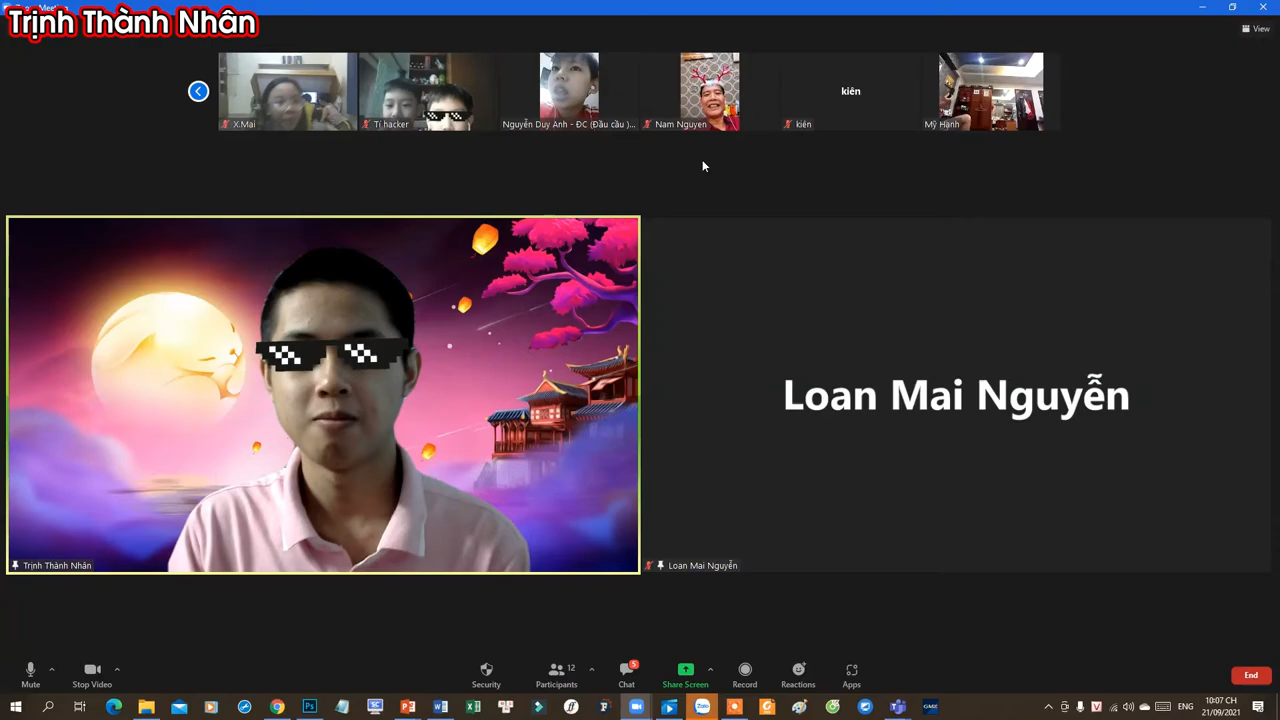 Trịnh Thành Nhân
View
X.Mai
Tí hacker
Nguyễn Duy Anh - ĐC (Đầu cầu )...
Nam Nguyen
kiên
kiên
Mỹ Hạnh
Loan Mai Nguyễn
Trịnh Thành Nhân
Loan Mai Nguyễn
Mute
Stop Video
Security
12
Participants
5
Chat
Share Screen
Record
Reactions
Apps
End
ENG
10:07 CH
21/09/2021